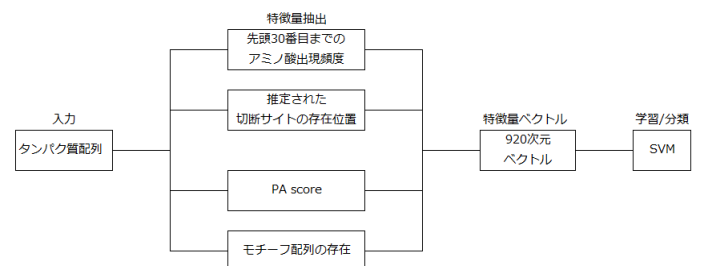 特徴量抽出
先頭30番目までの
アミノ酸出現頻度
推定された
切断サイトの存在位置
入力
タンパク質配列
特徴量ベクトル
920次元
ベクトル
学習/分類
SVM
PA score
モチーフ配列の存在